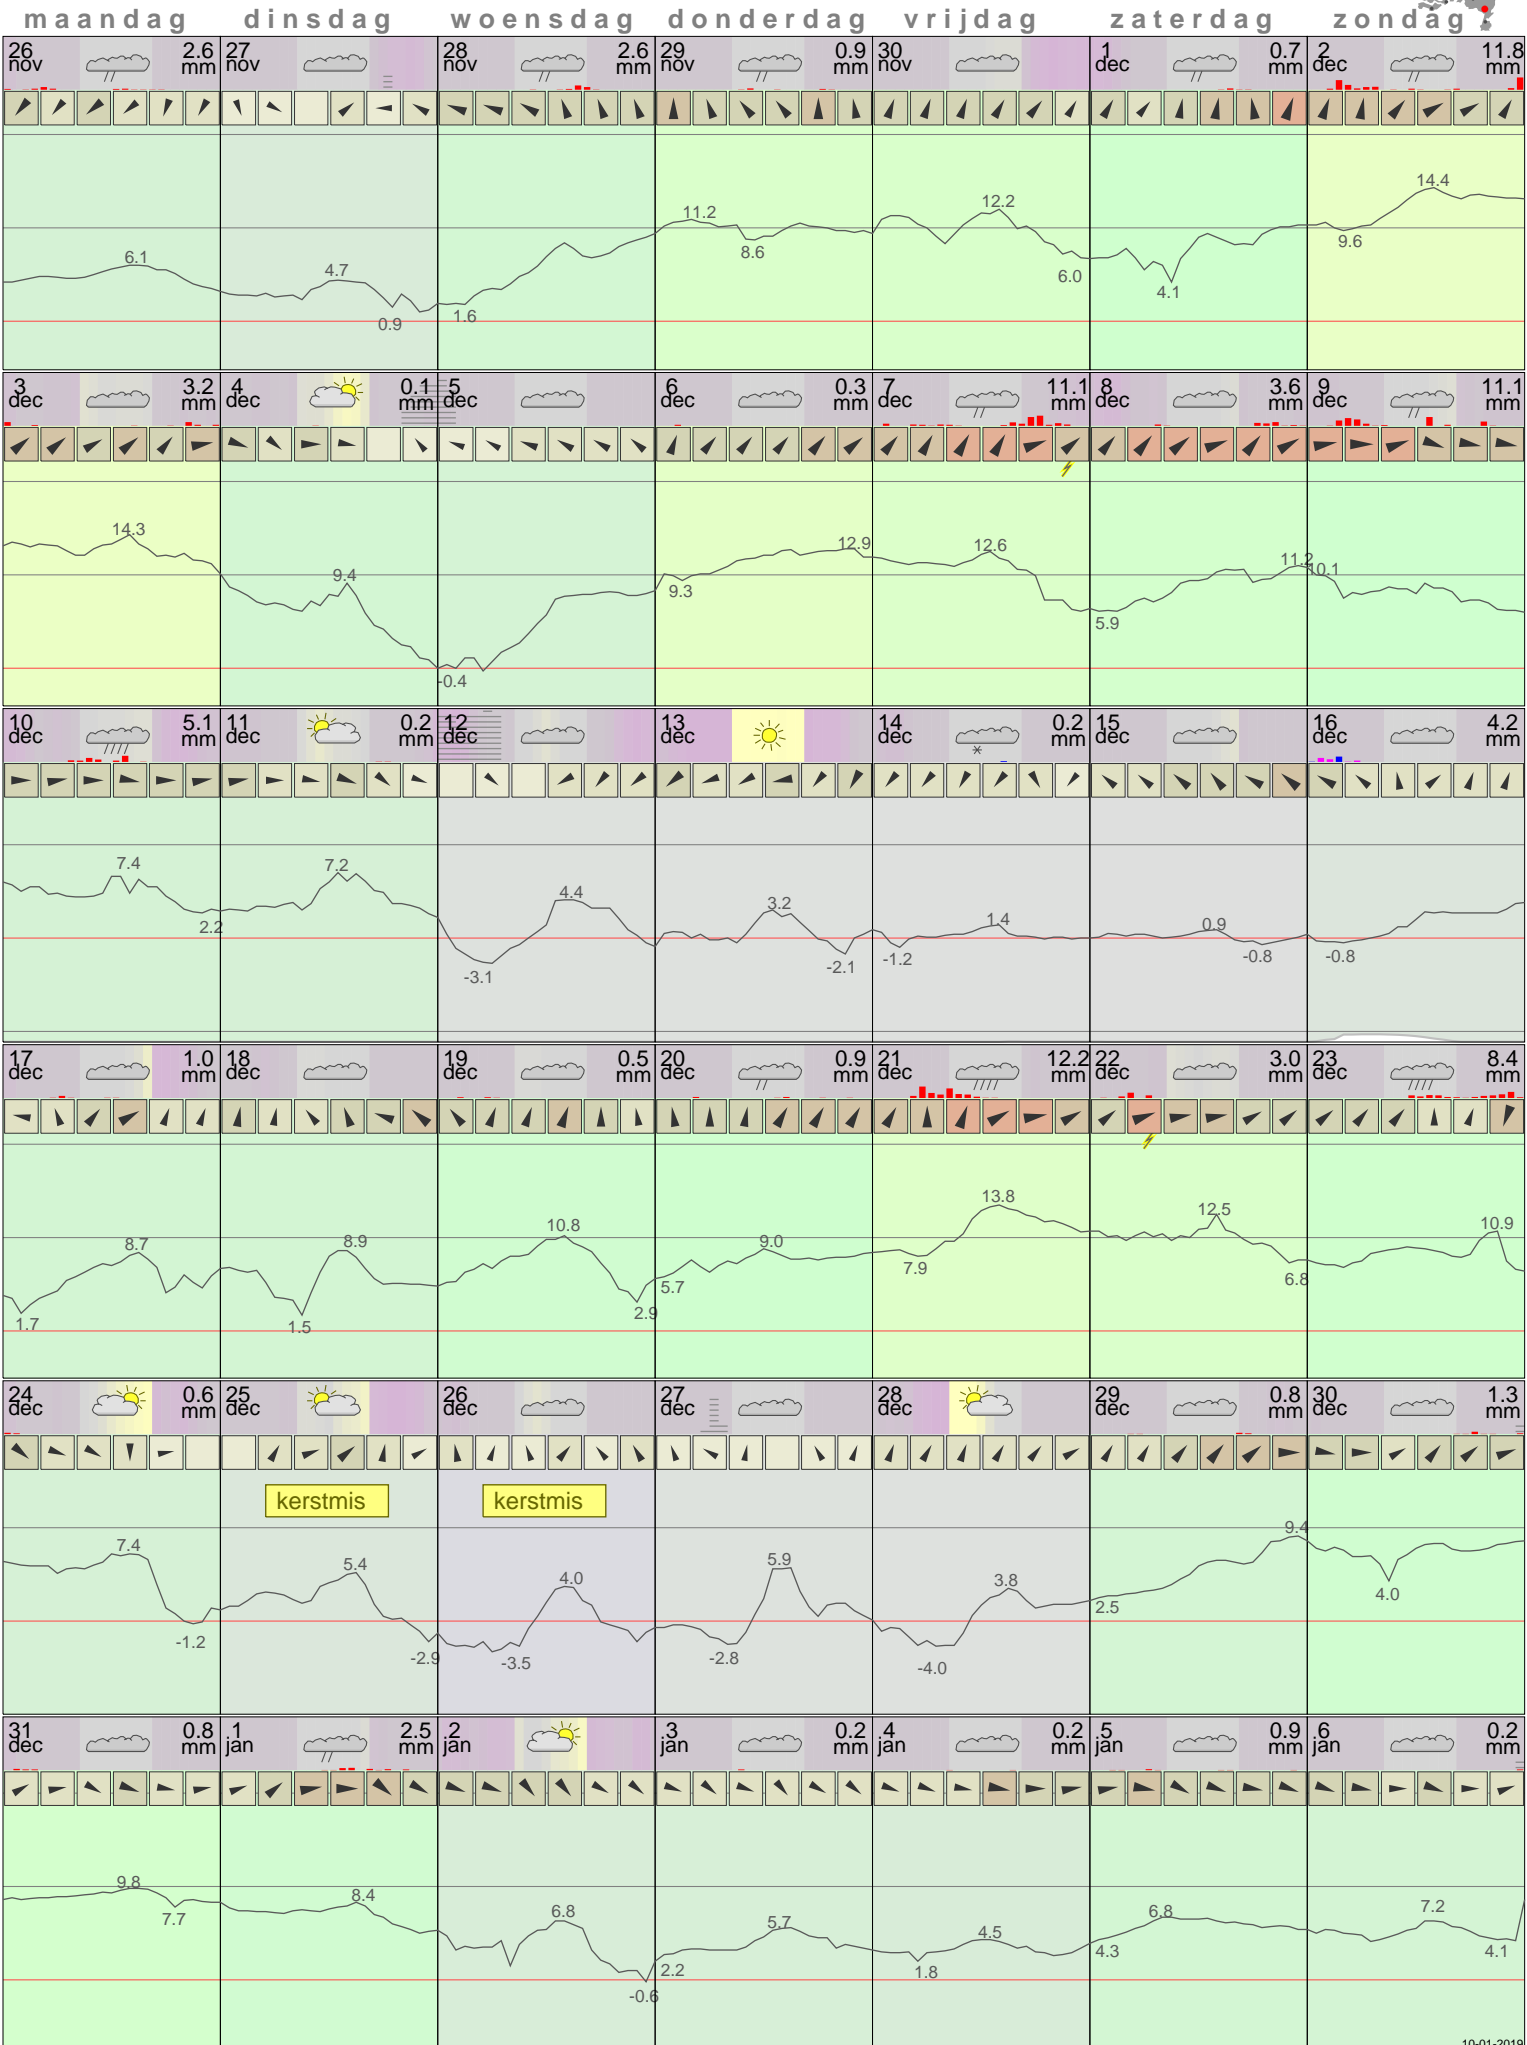 maandag dinsdag woensdag donderdag vrijdag zaterdag zondag
26 nov 2.6 mm 27 nov 28 nov 2.6 mm 29 nov 0.9 mm 30 nov 1 dec 0.7 mm 2 dec 11.8 mm
6.1 4.7 0.9 1.6 11.2 8.6 12.2 6.0 4.1 9.6 14.4
3 dec 3.2 mm 4 dec 0.1 mm 5 dec 6 dec 0.3 mm 7 dec 11.1 mm 8 dec 3.6 mm 9 dec 11.1 mm
14.3 9.4 -0.4 9.3 12.9 12.6 5.9 11.2 10.1
10 dec 5.1 mm 11 dec 0.2 mm 12 dec 13 dec 14 dec 0.2 mm 15 dec 16 dec 4.2 mm
7.4 2.2 7.2 -3.1 4.4 3.2 -2.1 -1.2 1.4 0.9 -0.8 -0.8
17 dec 1.0 mm 18 dec 19 dec 0.5 mm 20 dec 0.9 mm 21 dec 12.2 mm 22 dec 3.0 mm 23 dec 8.4 mm
1.7 8.7 1.5 8.9 10.8 2.9 5.7 9.0 7.9 13.8 12.5 6.8 10.9
24 dec 0.6 mm 25 dec 26 dec 27 dec 28 dec 29 dec 0.8 mm 30 dec 1.3 mm
kerstmis kerstmis
7.4 -1.2 5.4 -2.9 -3.5 4.0 -2.8 5.9 -4.0 3.8 2.5 9.4 4.0
31 dec 0.8 mm 1 jan 2.5 mm 2 jan 3 jan 0.2 mm 4 jan 0.2 mm 5 jan 0.9 mm 6 jan 0.2 mm
9.8 7.7 8.4 6.8 -0.6 2.2 5.7 1.8 4.5 4.3 6.8 7.2 4.1
10-01-2019